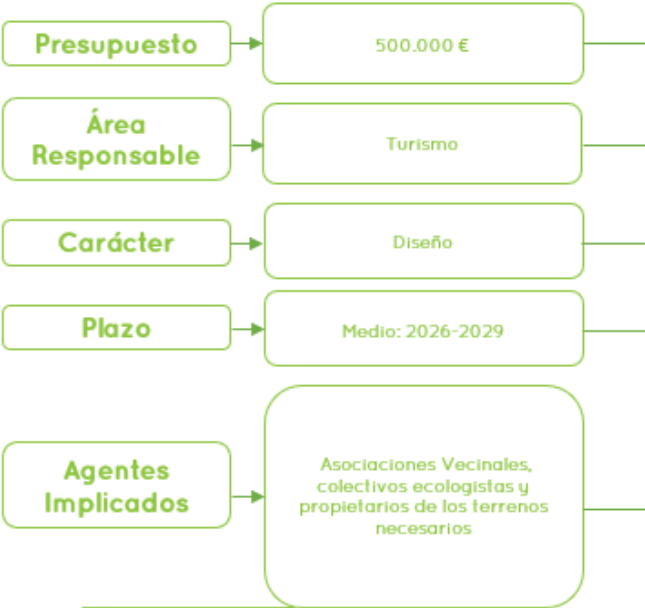 Presupuesto
500.000 €
Área
Responsable
Turismo
Carácter
Diseño
Plazo
Medio: 2026-2029
Agentes
Implicados
Asociaciones Vecinales,
colectivos ecologistas y
propietarios de los terrenos
necesarios